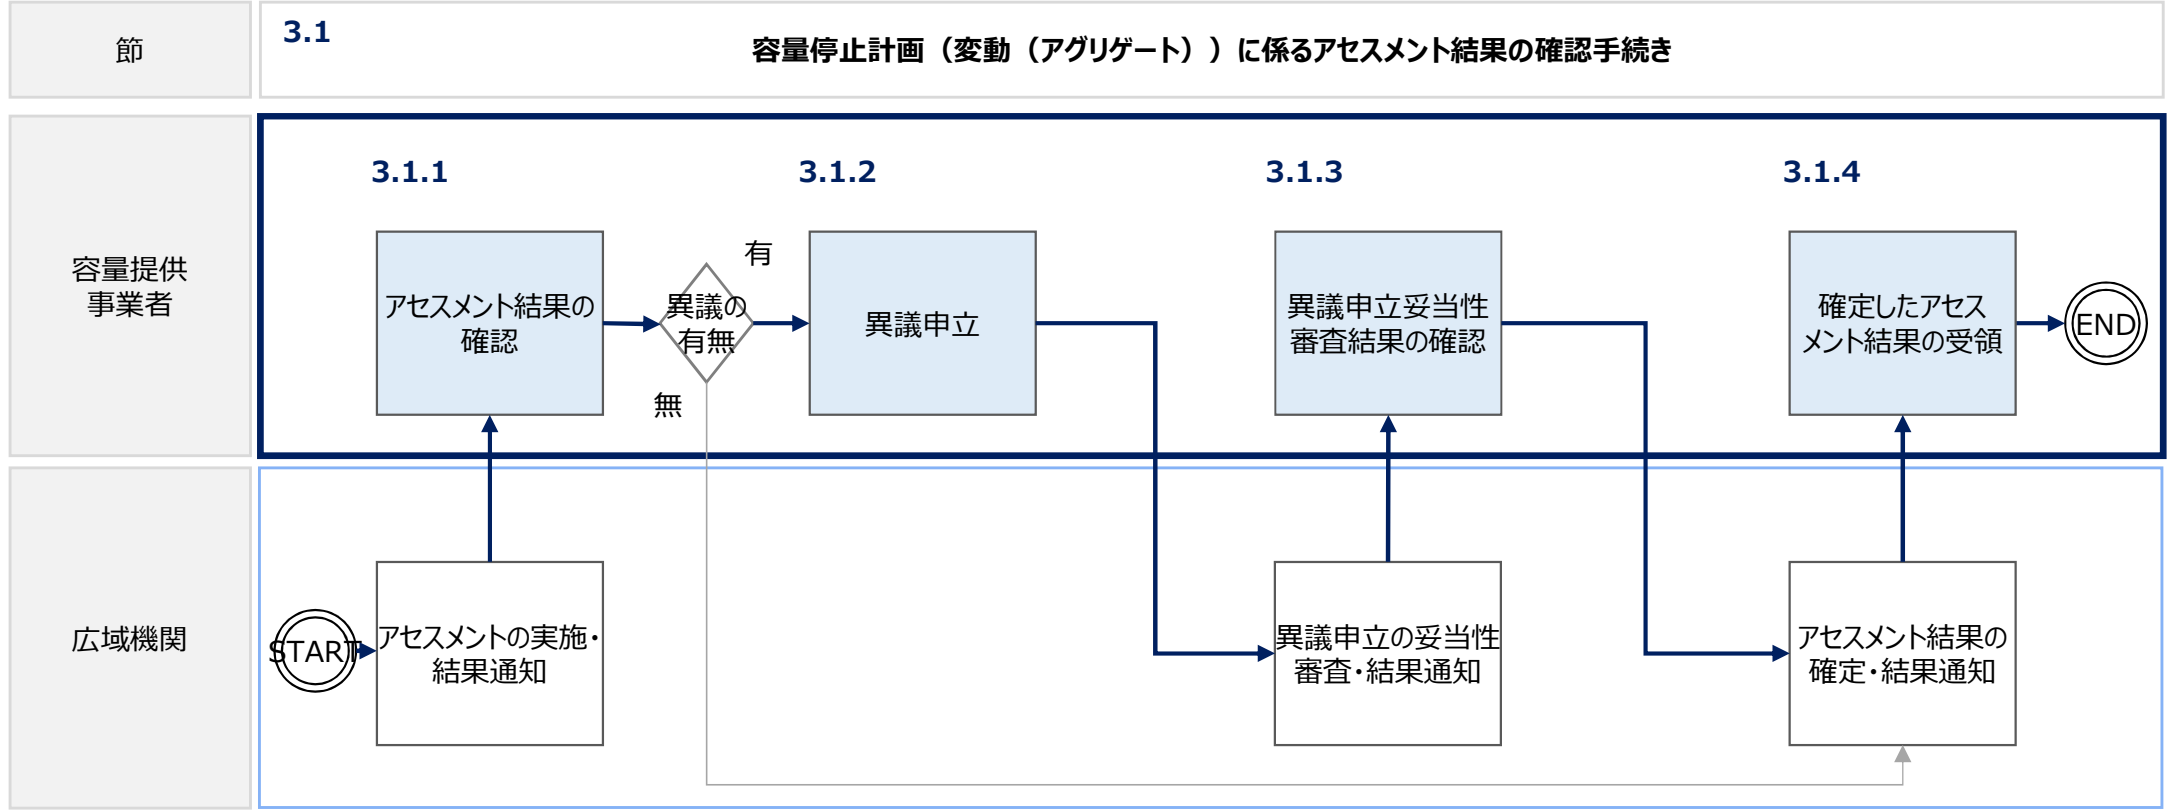 節
3.1
容量停止計画（変動（アグリゲート））に係るアセスメント結果の確認手続き
容量提供
事業者
3.1.1
3.1.2
3.1.3
3.1.4
アセスメント結果の
確認
異議の
有無
有
無
異議申立
異議申立妥当性
審査結果の確認
確定したアセス
メント結果の受領
END
広域機関
START
アセスメントの実施・
結果通知
異議申立の妥当性
審査・結果通知
アセスメント結果の
確定・結果通知